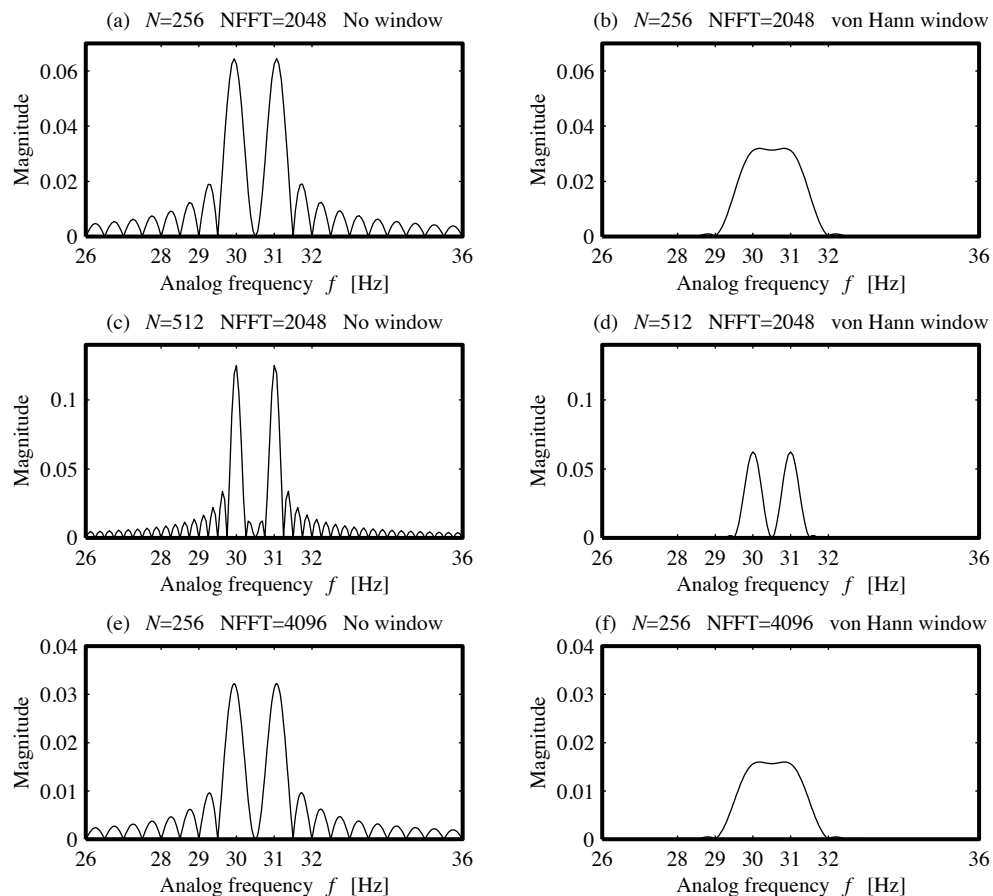 (a) N=256 NFFT=2048 No window
0.06
0.04
0.02
0
Magnitude
26 28 29 30 31 32 36
Analog frequency f [Hz]
(b) N=256 NFFT=2048 von Hann window
0.06
0.04
0.02
0
Magnitude
26 28 29 30 31 32 36
Analog frequency f [Hz]
(c) N=512 NFFT=2048 No window
0.1
0.05
0
Magnitude
26 28 29 30 31 32 36
Analog frequency f [Hz]
(d) N=512 NFFT=2048 von Hann window
0.1
0.05
0
Magnitude
26 28 29 30 31 32 36
Analog frequency f [Hz]
(e) N=256 NFFT=4096 No window
0.04
0.03
0.02
0.01
0
Magnitude
26 28 29 30 31 32 36
Analog frequency f [Hz]
(f) N=256 NFFT=4096 von Hann window
0.04
0.03
0.02
0.01
0
Magnitude
26 28 29 30 31 32 36
Analog frequency f [Hz]